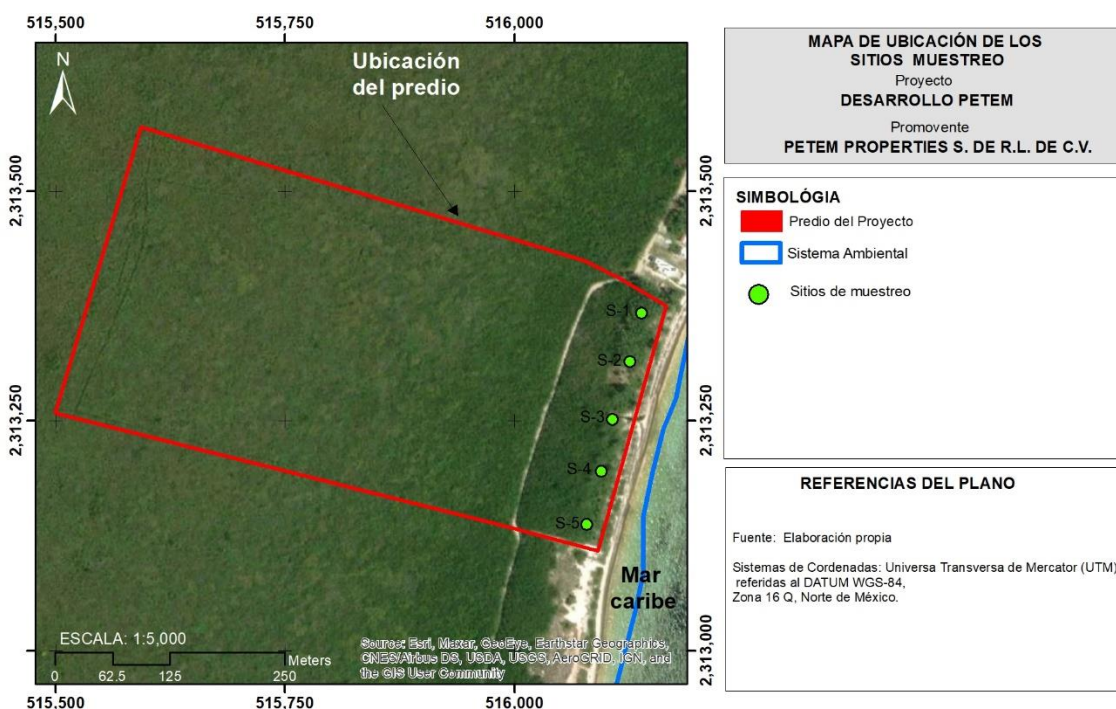 515,500
515,750
516,000
2,313,500
2,313,250
2,313,000
N
Ubicación
del predio
S-1
S-2
S-3
S-4
S-5
Mar
caribe
ESCALA: 1:5,000
Meters
0 62.5 125 250
Source: Esri, Maxar, GeoEye, Earthstar Geographics,
CNES/Airbus DS, USDA, USGS, AeroGRID, IGN, and
the GIS User Community
515,500
515,750
516,000
2,313,500
2,313,250
2,313,000
MAPA DE UBICACIÓN DE LOS
SITIOS MUESTREO
Proyecto
DESARROLLO PETEM
Promovente
PETEM PROPERTIES S. DE R.L. DE C.V.
SIMBOLÓGIA
Predio del Proyecto
Sistema Ambiental
Sitios de muestreo
REFERENCIAS DEL PLANO
Fuente: Elaboración propia
Sistemas de Cordenadas: Universa Transversa de Mercator (UTM)
referidas al DATUM WGS-84,
Zona 16 Q, Norte de México.